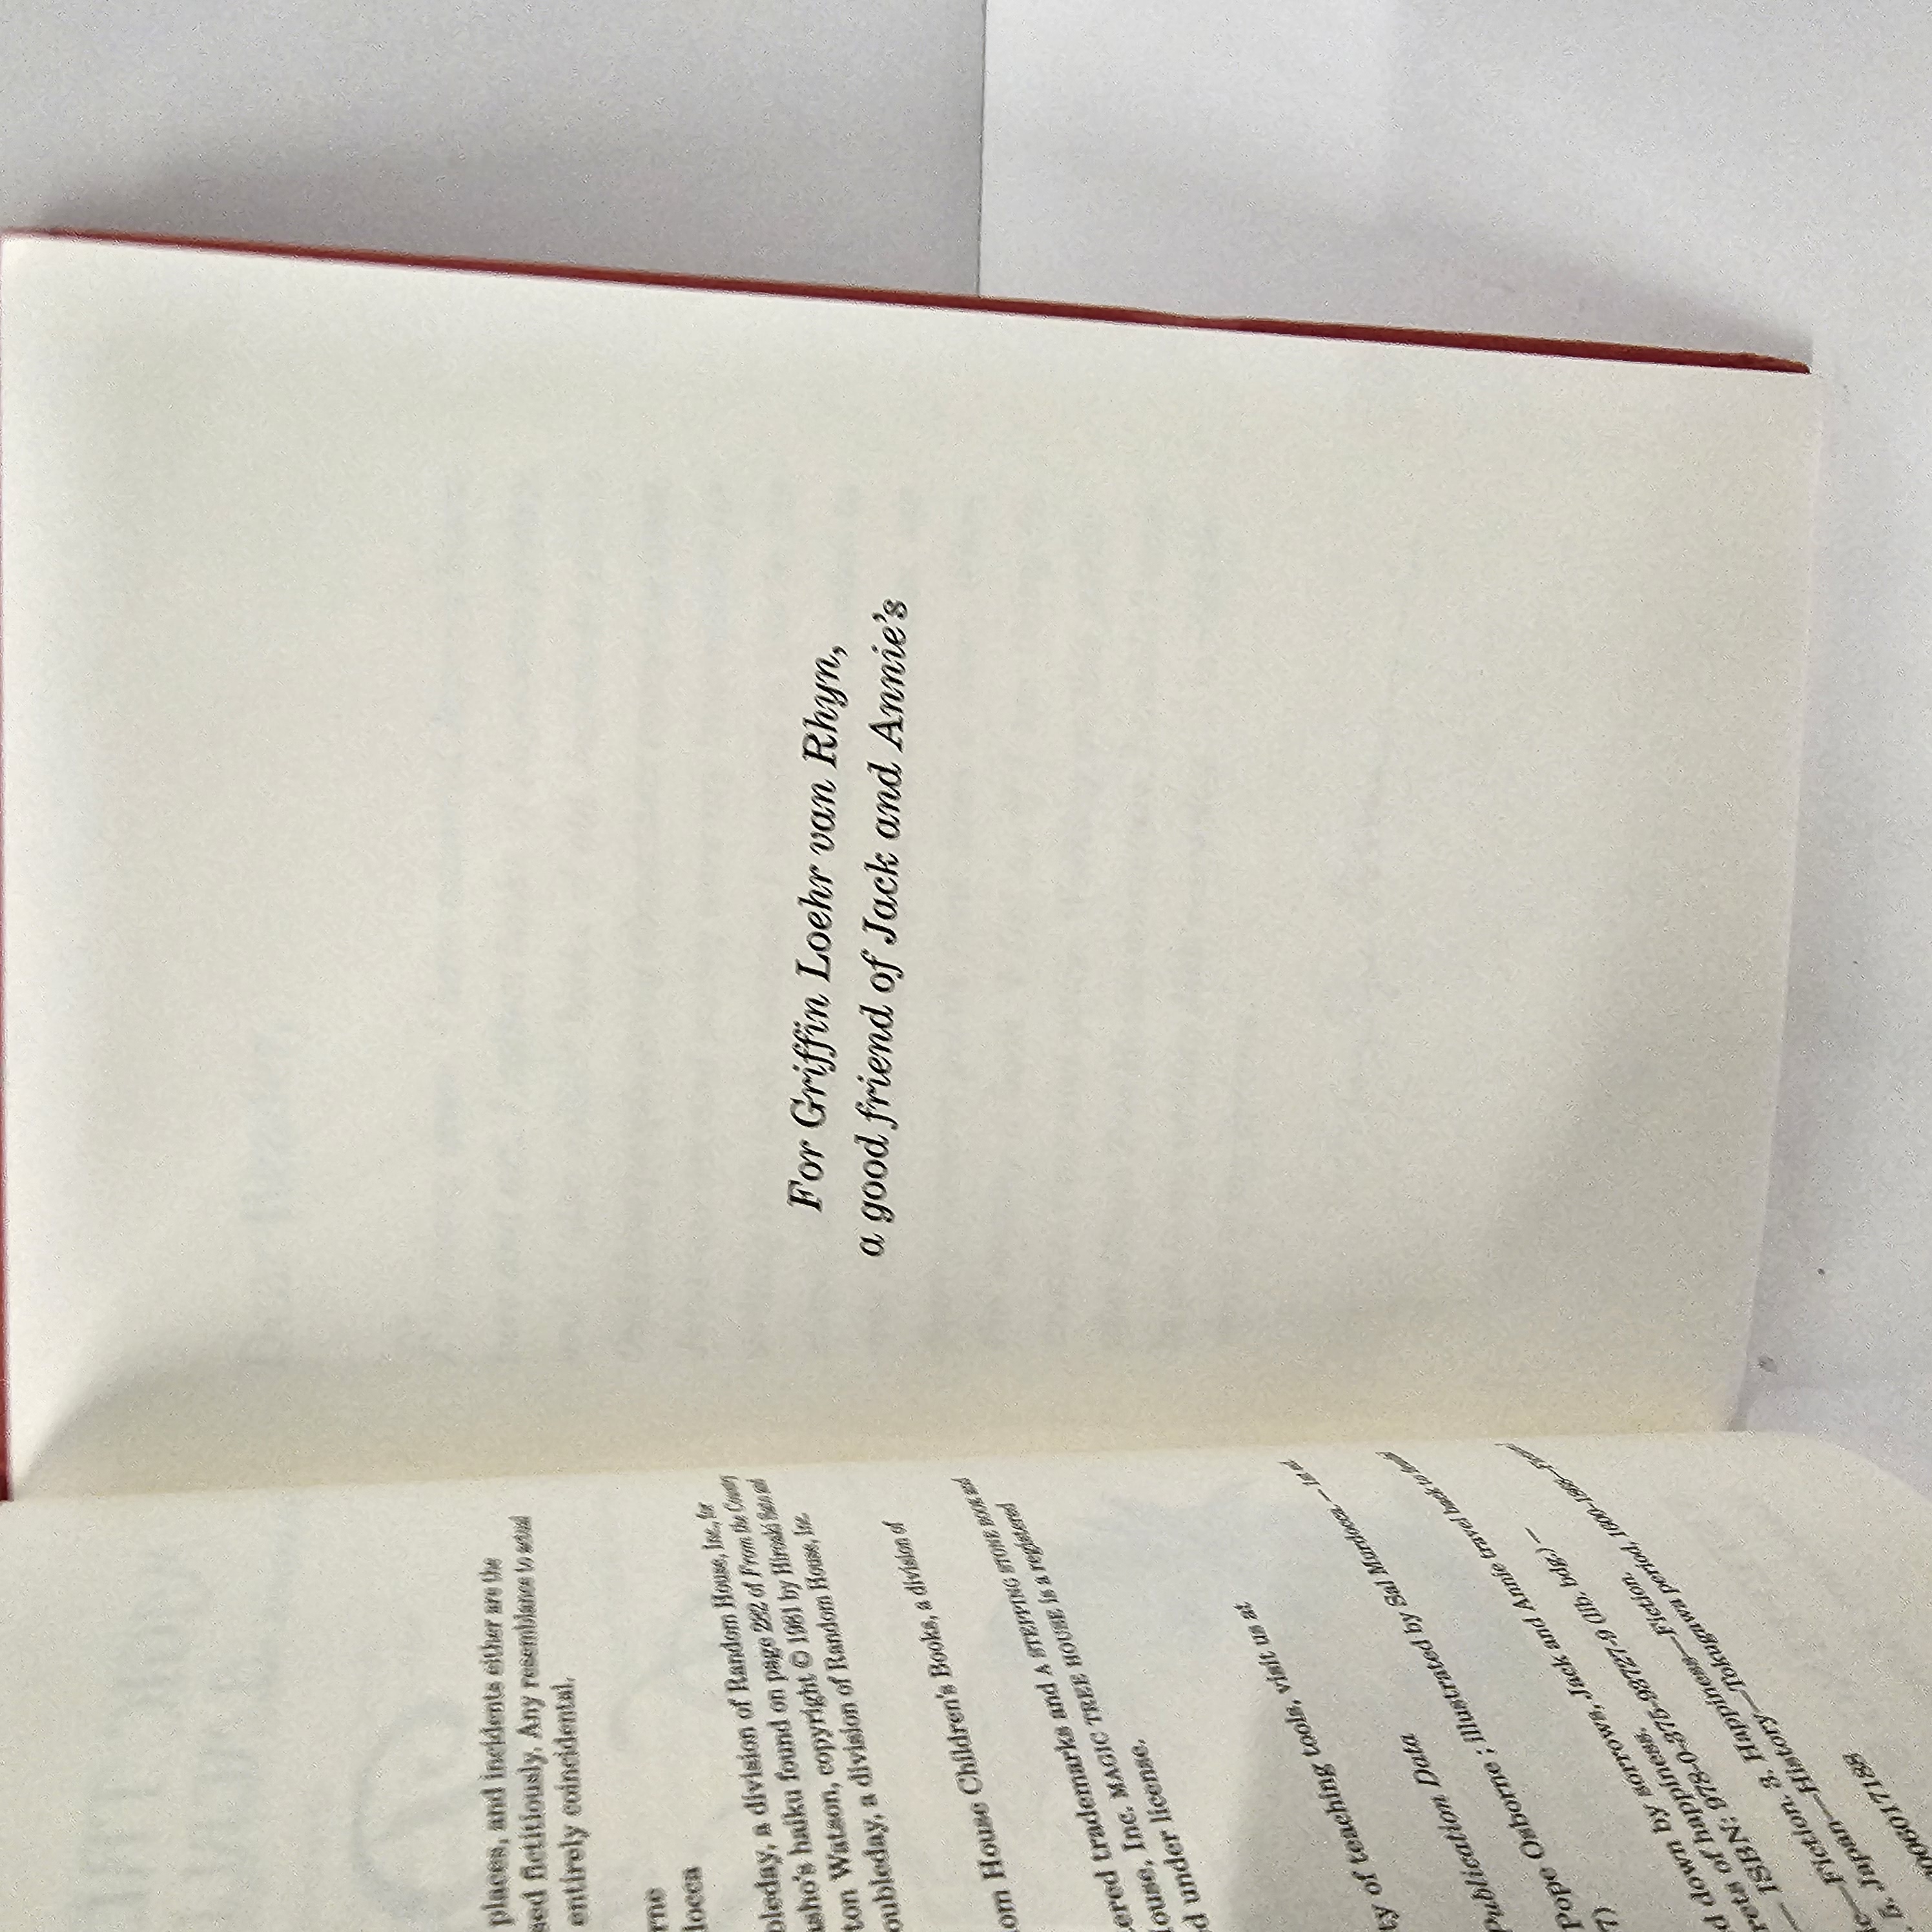 places, and incidents either are the
sed fictitiously. Any resemblance to actual
entirely coincidental.
rne
docca
bleday, a division of Random House, Inc., for
asho's haiku found on page 282 of From the Country
ton Watson, copyright © 1981 by Hiroaki Sato and
oubleday, a division of Random House, Inc.
om House Children's Books, a division of
tered trademarks and A STEPPING STONE BOOK and
House, Inc. MAGIC TREE HOUSE is a registered
d under license.
ty of teaching tools, visit us at
Publication Data
Pope Osborne ; illustrated by Sal Murdocca. — 1st ed.
7)
d down by sorrows, Jack and Annie travel back to feudal
rets of happiness.
— ISBN: 978-0-375-93727-9 (lib. bdg.) —
ic—Fiction. 3. Happiness—Fiction.
5. Japan—History—Tokugawa period, 1600–1868—Fiction.]
2006017188
For Griffin Loehr van Rhyn,
a good friend of Jack and Annie's